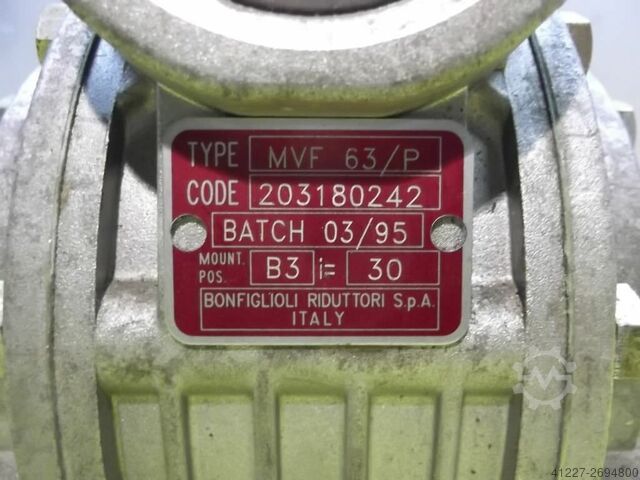 TYPE MVF 63/P
CODE 203180242
BATCH 03/95
MOUNT. POS. B3 i= 30
BONFIGLIOLI RIDUTTORI S.p.A.
ITALY
41227-2694800